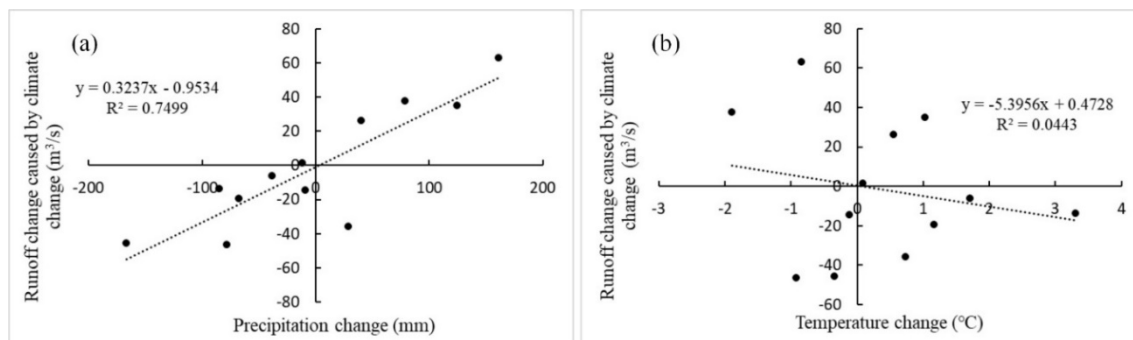 (a)
y = 0.3237x - 0.9534
R² = 0.7499
Runoff change caused by climate
change (m³/s)
80
60
40
20
0
-20
-40
-60
-80
-200
-100
0
100
200
Precipitation change (mm)
(b)
y = -5.3956x + 0.4728
R² = 0.0443
Runoff change caused by climate
change (m³/s)
80
60
40
20
0
-20
-40
-60
-3
-2
-1
0
1
2
3
4
Temperature change (°C)